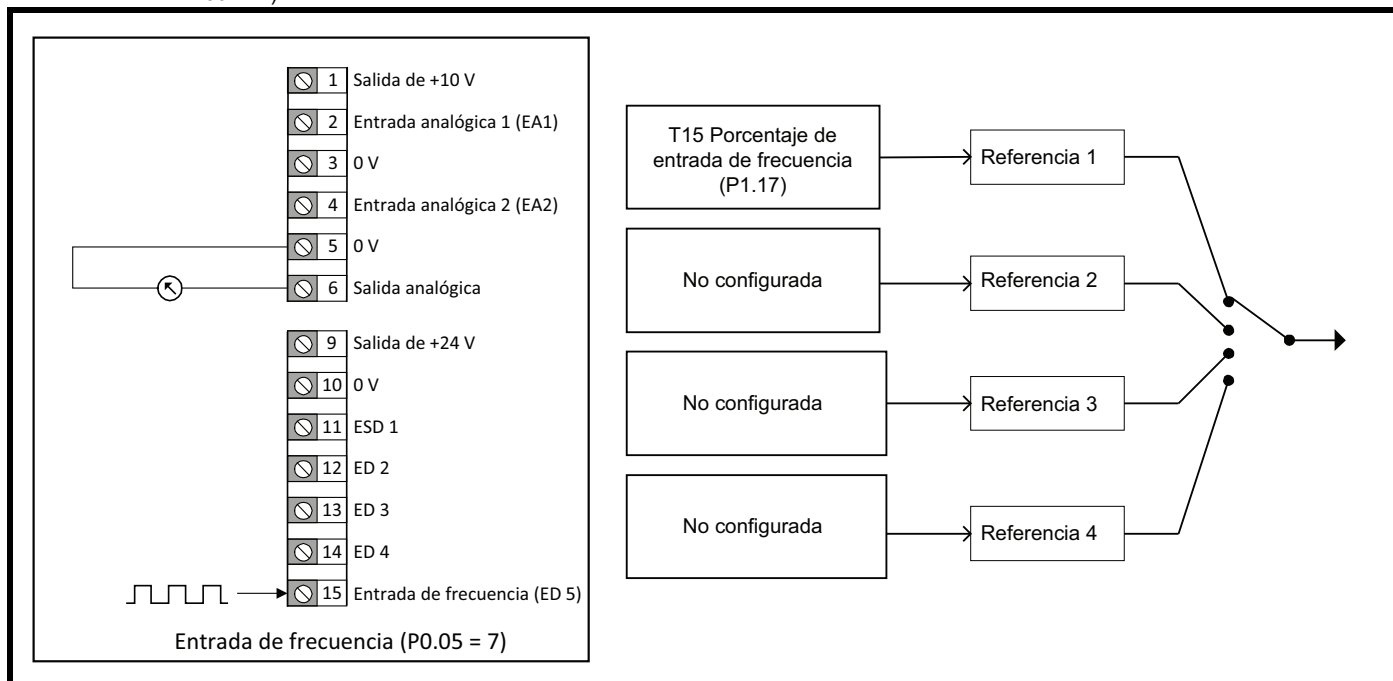 1 Salida de +10 V
2 Entrada analógica 1 (EA1)
3 0 V
4 Entrada analógica 2 (EA2)
5 0 V
6 Salida analógica
9 Salida de +24 V
10 0 V
11 ESD 1
12 ED 2
13 ED 3
14 ED 4
15 Entrada de frecuencia (ED 5)
Entrada de frecuencia (P0.05 = 7)
T15 Porcentaje de
entrada de frecuencia
(P1.17)
Referencia 1
No configurada
Referencia 2
No configurada
Referencia 3
No configurada
Referencia 4